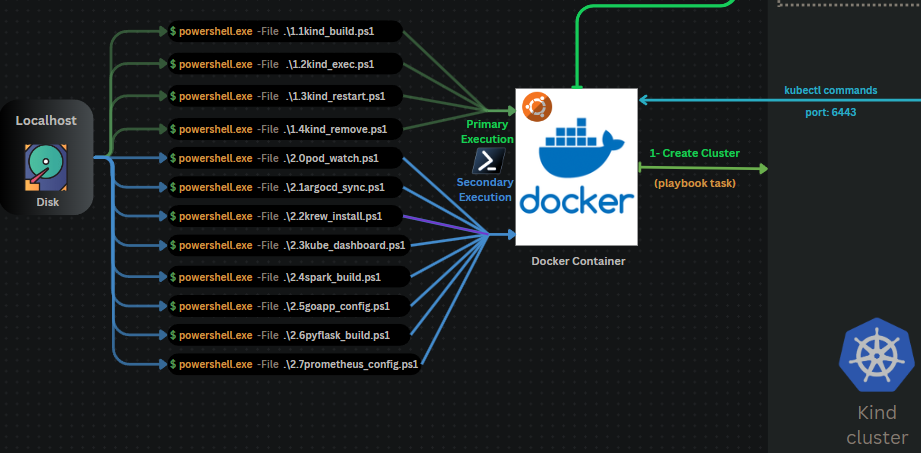 $ powershell.exe -File .\1.1kind_build.ps1
$ powershell.exe -File .\1.2kind_exec.ps1
$ powershell.exe -File .\1.3kind_restart.ps1
$ powershell.exe -File .\1.4kind_remove.ps1
$ powershell.exe -File .\2.0pod_watch.ps1
$ powershell.exe -File .\2.1argocd_sync.ps1
$ powershell.exe -File .\2.2krew_install.ps1
$ powershell.exe -File .\2.3kube_dashboard.ps1
$ powershell.exe -File .\2.4spark_build.ps1
$ powershell.exe -File .\2.5goapp_config.ps1
$ powershell.exe -File .\2.6pyflask_build.ps1
$ powershell.exe -File .\2.7prometheus_config.ps1
Localhost
Disk
Primary
Execution
Secondary
Execution
docker
Docker Container
kubectl commands
port: 6443
1- Create Cluster
(playbook task)
Kind
cluster